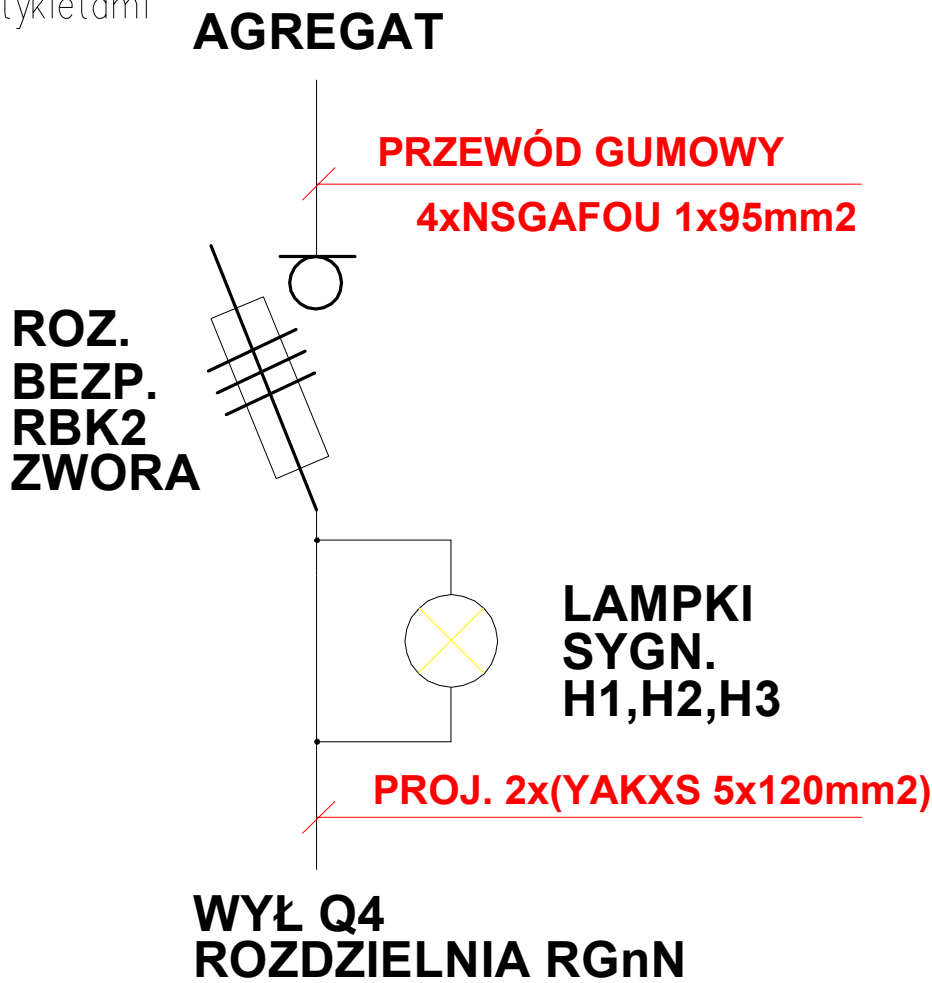 AGREGAT
PRZEWÓD GUMOWY
4xNSGAFOU 1x95mm2
ROZ.
BEZP.
RBK2
ZWORA
LAMPKI
SYGN.
H1,H2,H3
PROJ. 2x(YAKXS 5x120mm2)
WYŁ Q4
ROZDZIELNIA RGnN